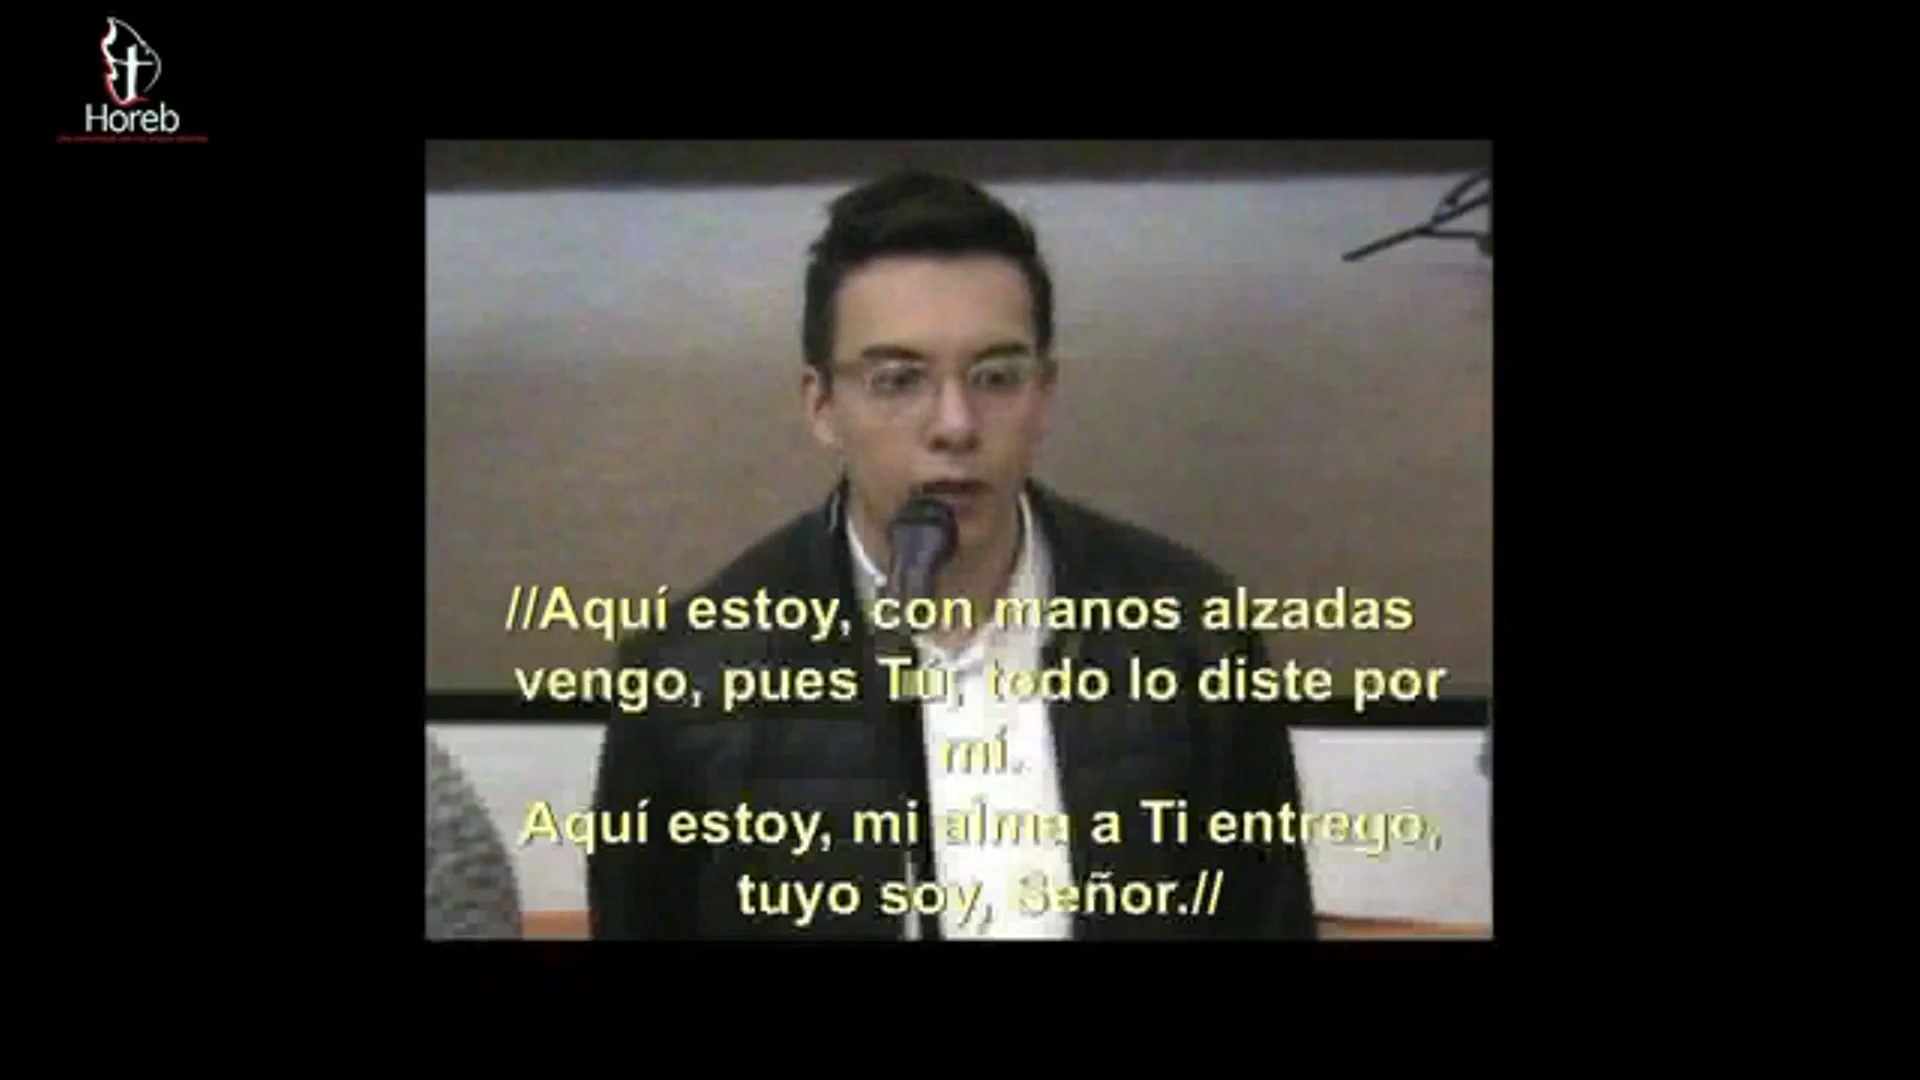 Horeb
//Aquí estoy, con manos alzadas
vengo, pues Tú, todo lo diste por
mí.
Aquí estoy, mi alma a Ti entrego,
tuyo soy, Señor.//